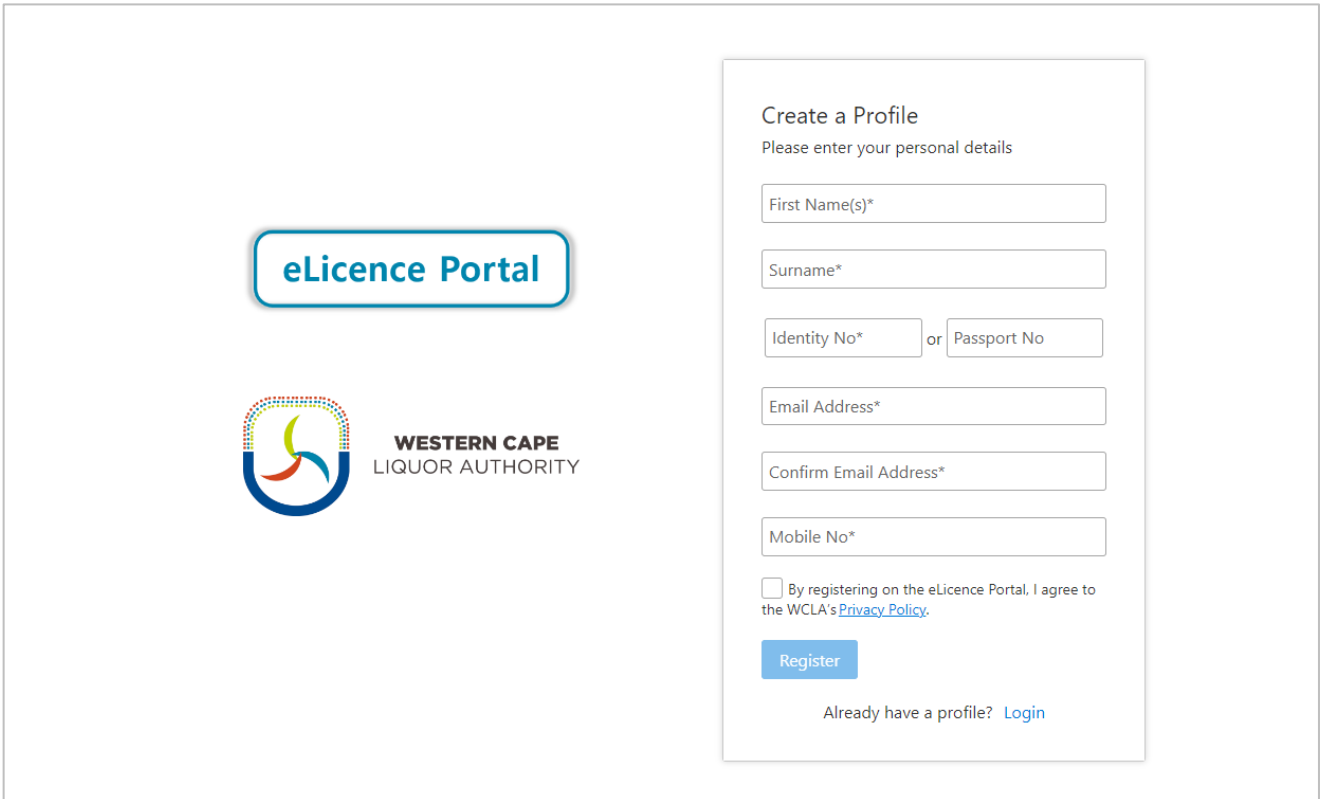 eLicence Portal
WESTERN CAPE
LIQUOR AUTHORITY
Create a Profile
Please enter your personal details
First Name(s)*
Surname*
Identity No* or Passport No
Email Address*
Confirm Email Address*
Mobile No*
By registering on the eLicence Portal, I agree to
the WCLA's Privacy Policy.
Register
Already have a profile? Login